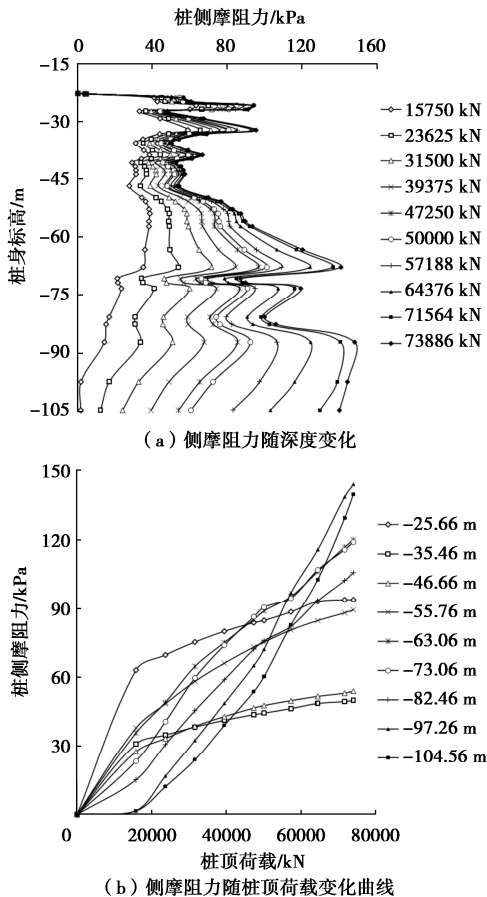 桩侧摩阻力/kPa
0 40 80 120 160
-15
-30
-45
-60
-75
-90
-105
桩身标高/m
15750 kN
23625 kN
31500 kN
39375 kN
47250 kN
50000 kN
57188 kN
64376 kN
71564 kN
73886 kN
（a）侧摩阻力随深度变化
150
120
90
60
30
0 20000 40000 60000 80000
桩侧摩阻力/kPa
-25.66 m
-35.46 m
-46.66 m
-55.76 m
-63.06 m
-73.06 m
-82.46 m
-97.26 m
-104.56 m
桩顶荷载/kN
（b）侧摩阻力随桩顶荷载变化曲线